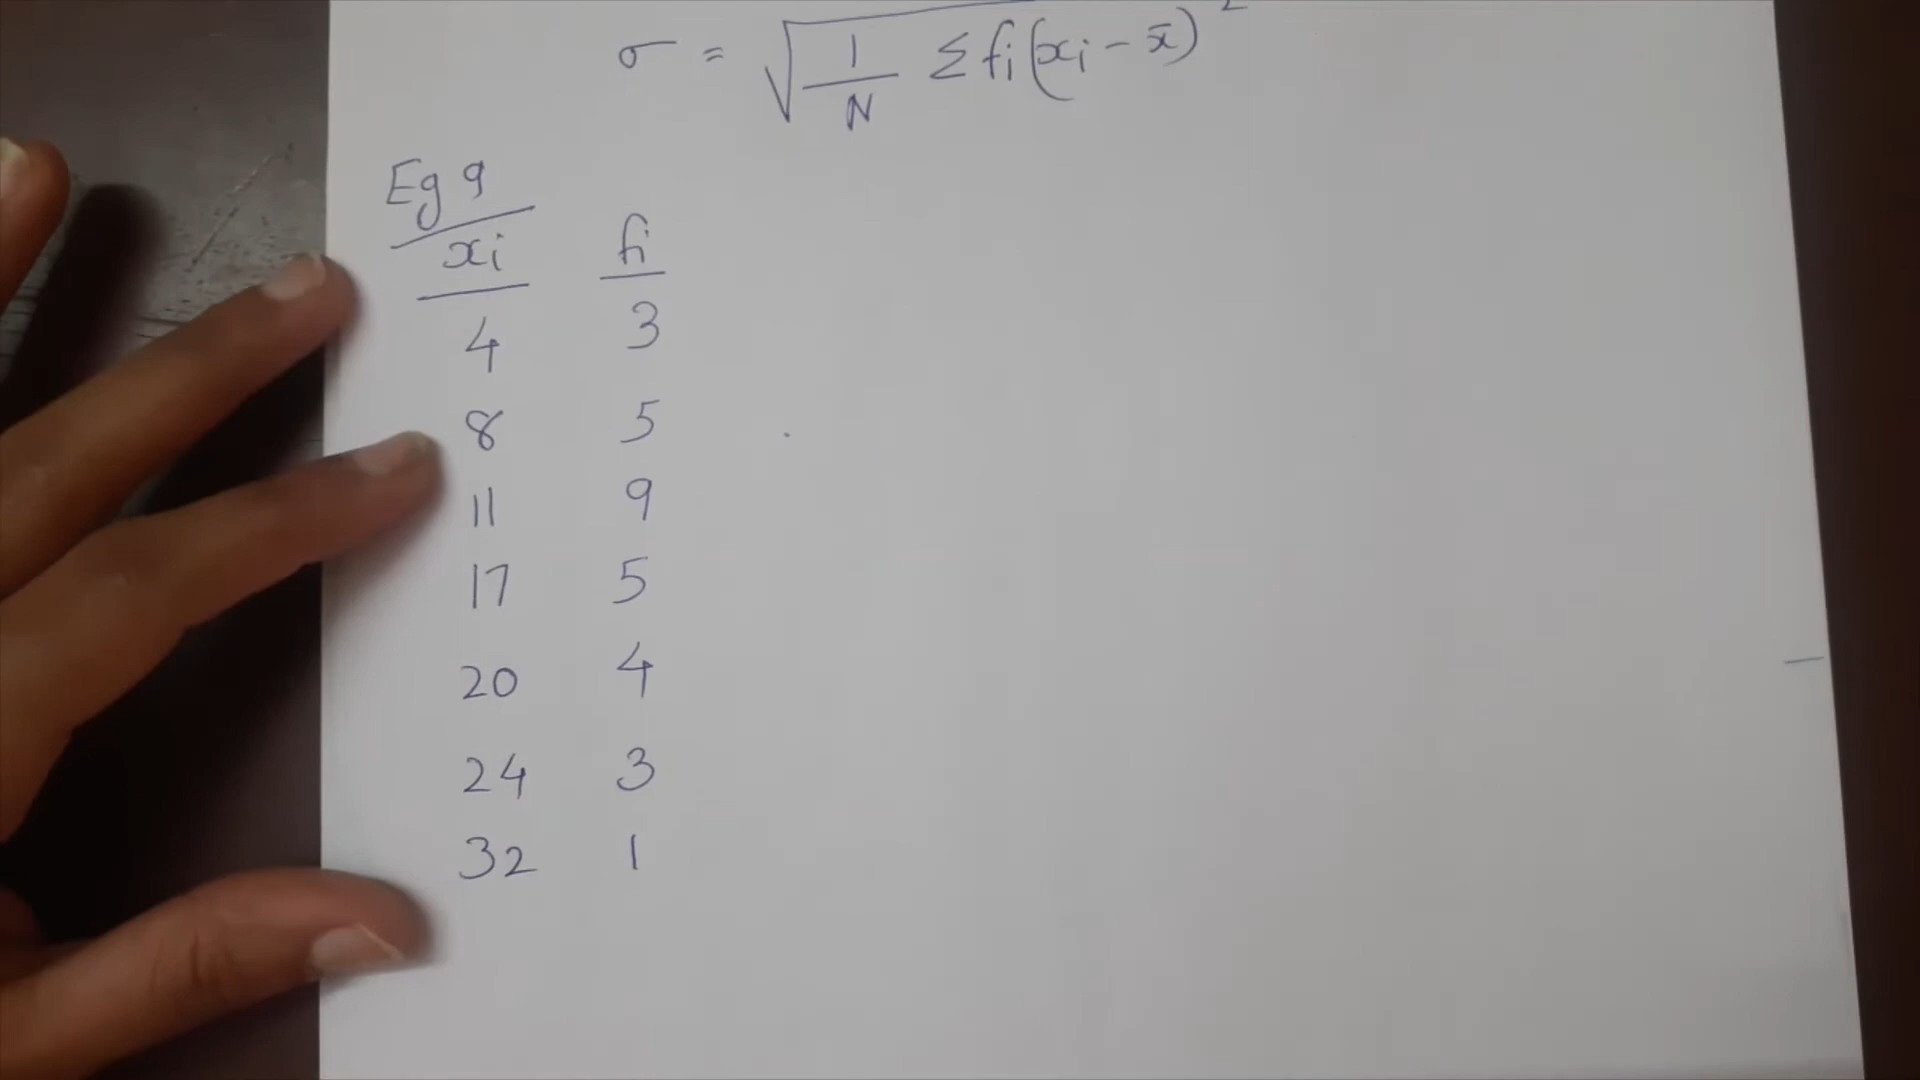 σ = √(1/N Σfi(xi - x̄)²)
Eg 9
xi fi
4 3
8 5
11 9
17 5
20 4
24 3
32 1